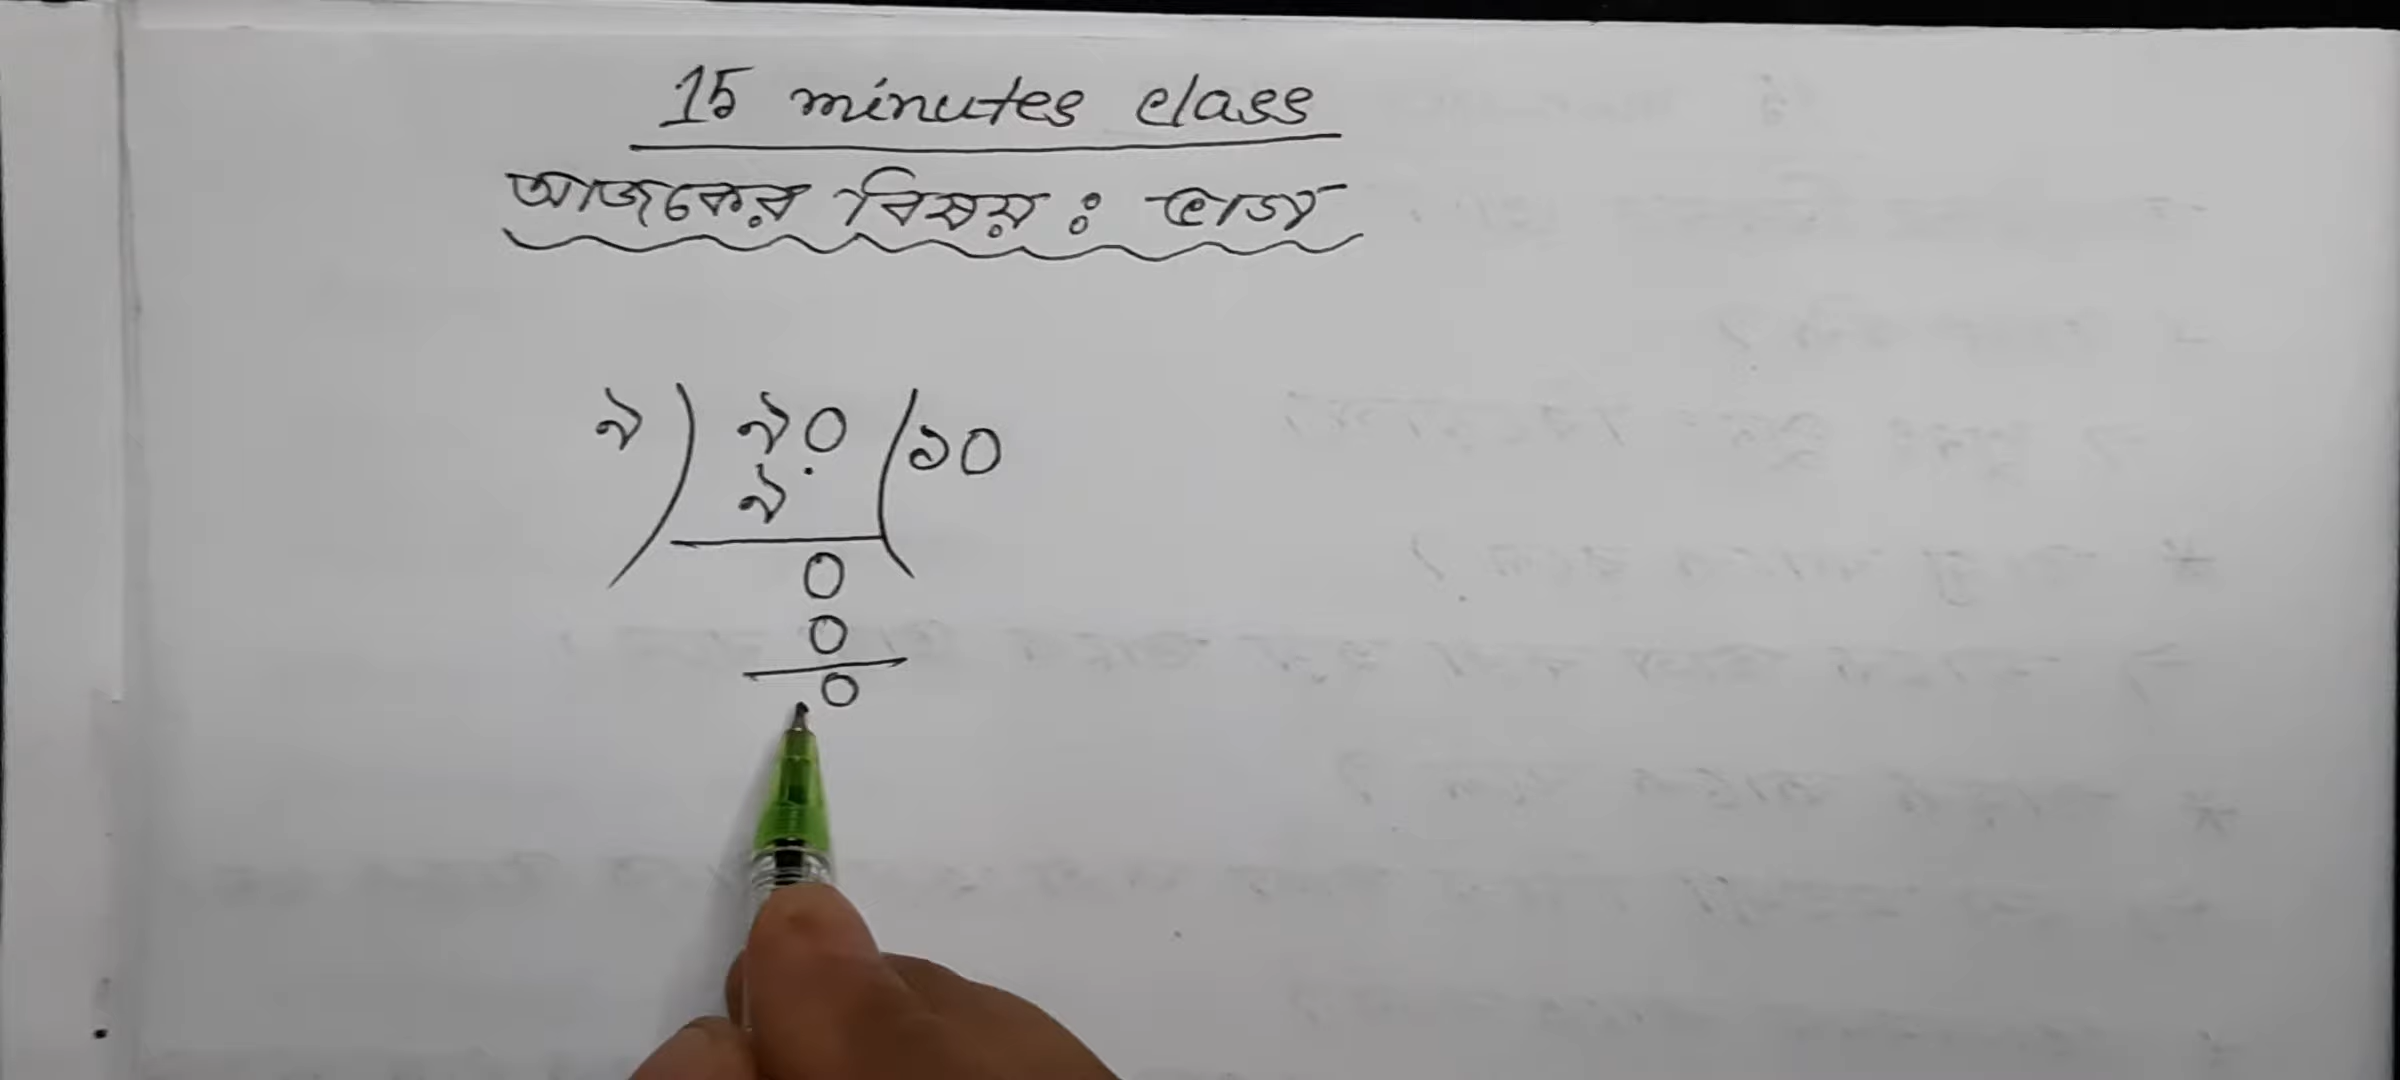 15 minutes class
আজকের বিষয় : ভাগ
২ ) ২০ ( ১০
২
০
০
০